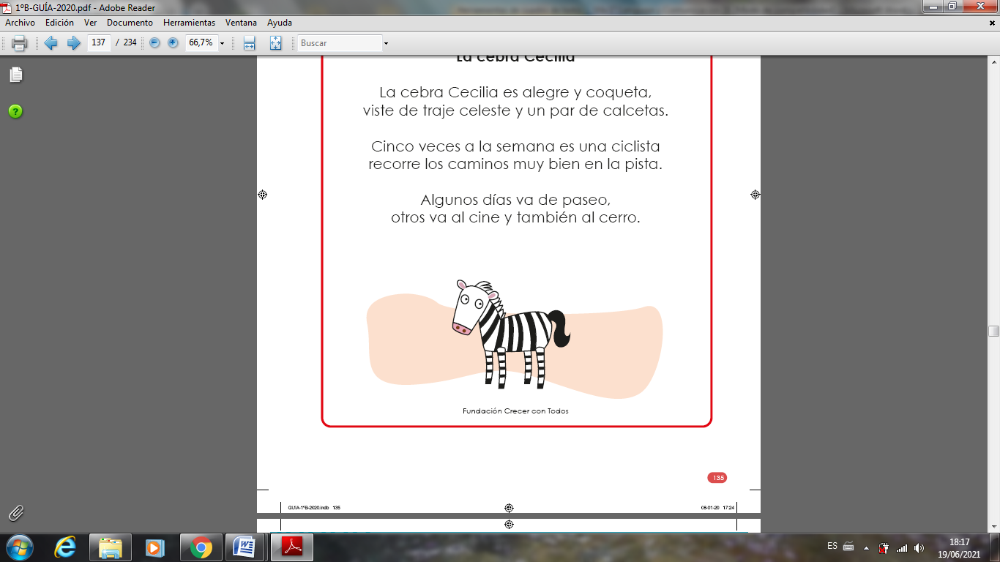 1ºB-GUÍA-2020.pdf - Adobe Reader
Archivo Edición Ver Documento Herramientas Ventana Ayuda
137 / 234 66,7% Buscar
La cebra Cecilia
La cebra Cecilia es alegre y coqueta,
viste de traje celeste y un par de calcetas.
Cinco veces a la semana es una ciclista
recorre los caminos muy bien en la pista.
Algunos días va de paseo,
otros va al cine y también al cerro.
Fundación Crecer con Todos
135
GUIA-1ºB-2020.indb 135 08-01-20 17:24
ES 18:17
19/06/2021